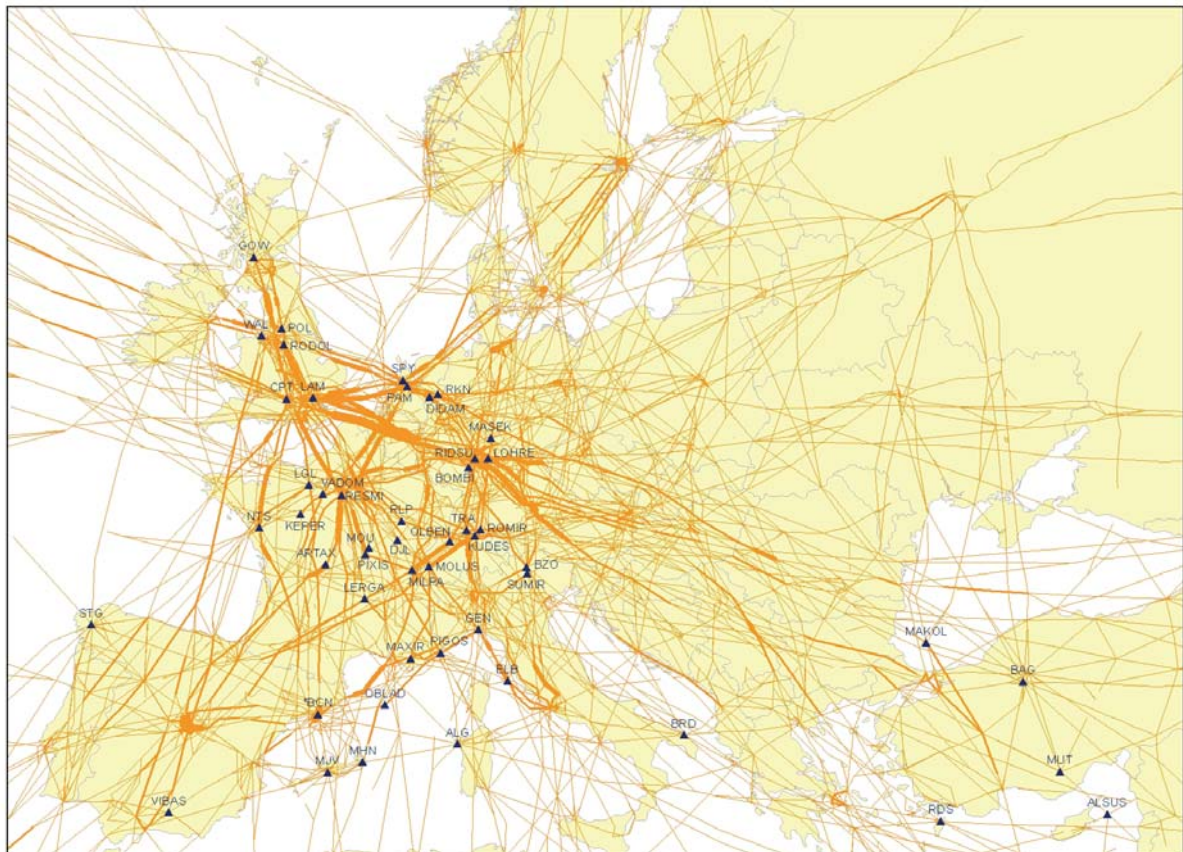 GOW
WAL
POL
RODOL
SPY
CPT
LAM
PAM
RKN
DIDAM
MASEK
RIDSU
LOHRE
BOMBI
LGL
VADOM
RESMI
KEPER
NTS
RLP
OLBEN
TRA
ROMIR
KUDES
MOU
DJL
ARTAX
PIXIS
MOLUS
MILPA
BZO
SUMIR
LERGA
STG
GEN
MAKOL
MAXIR
PIGOS
ELB
BAG
OBLAD
*BCN
BRD
ALG
MHN
MJV
MUT
VIBAS
RDS
ALSUS